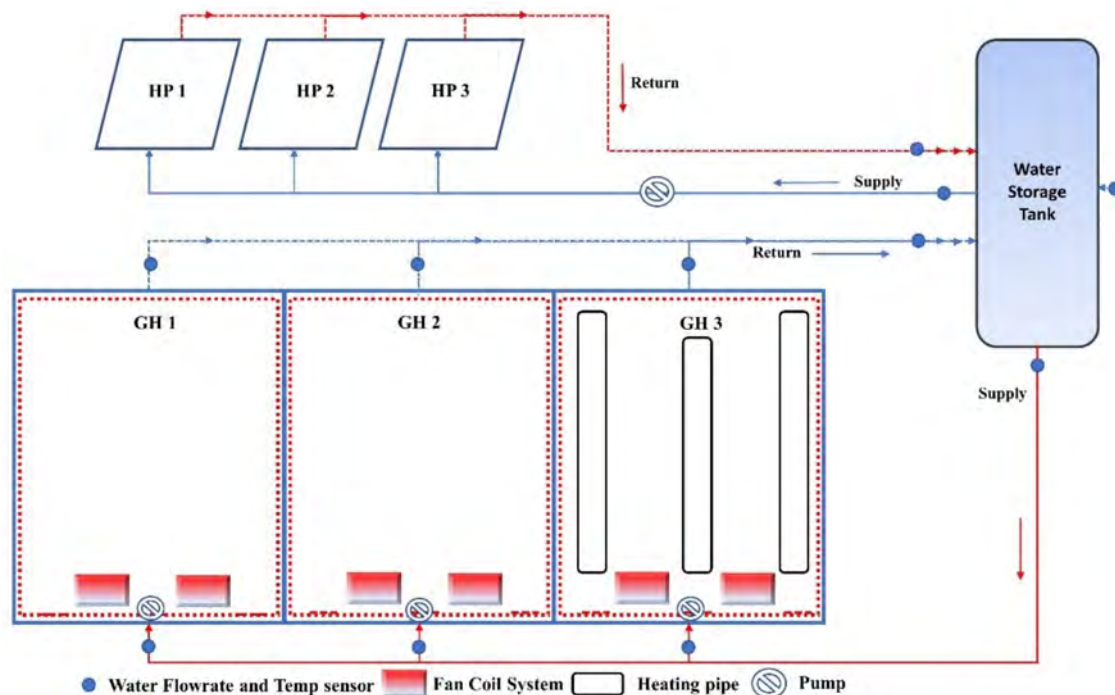 HP 1
HP 2
HP 3
Return
Supply
Water
Storage
Tank
Return
GH 1
GH 2
GH 3
Supply
Water Flowrate and Temp sensor
Fan Coil System
Heating pipe
Pump